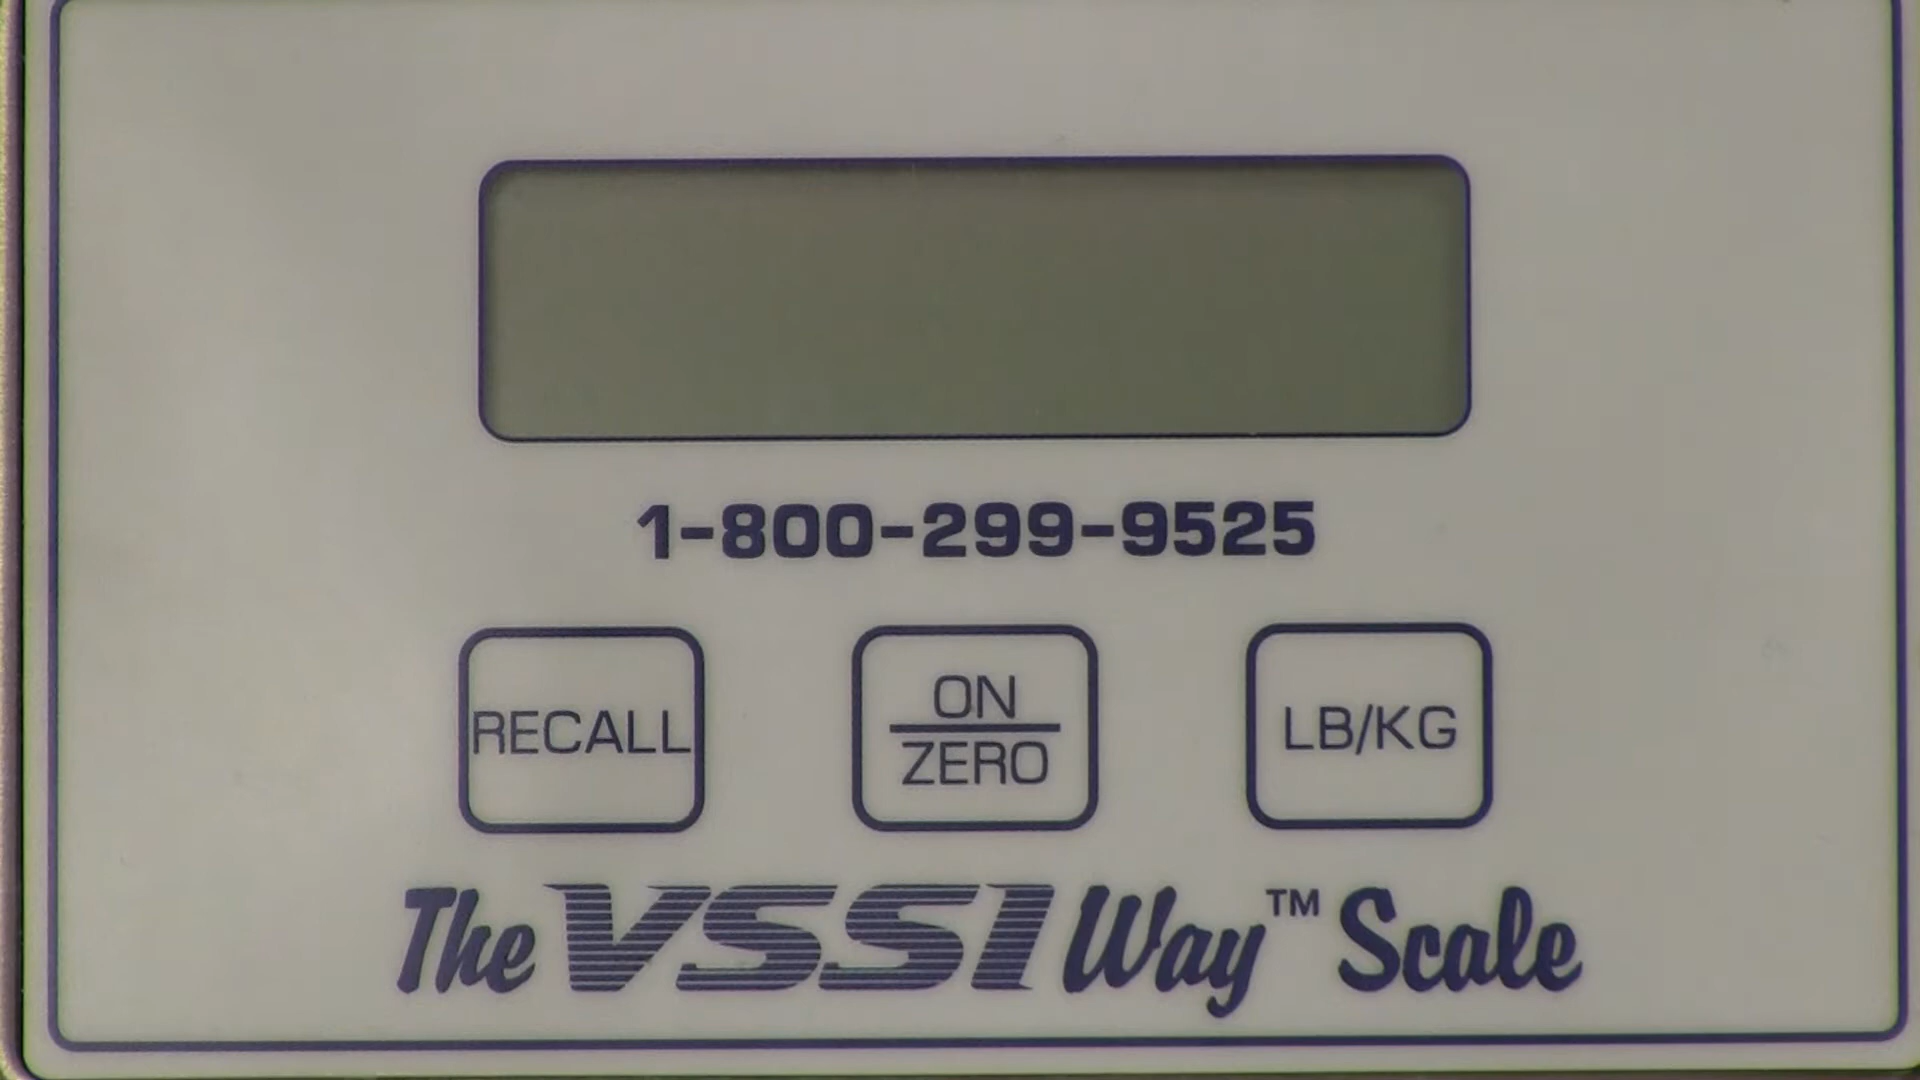 1-800-299-9525
RECALL
ON
ZERO
LB/KG
The VSSI Way™ Scale